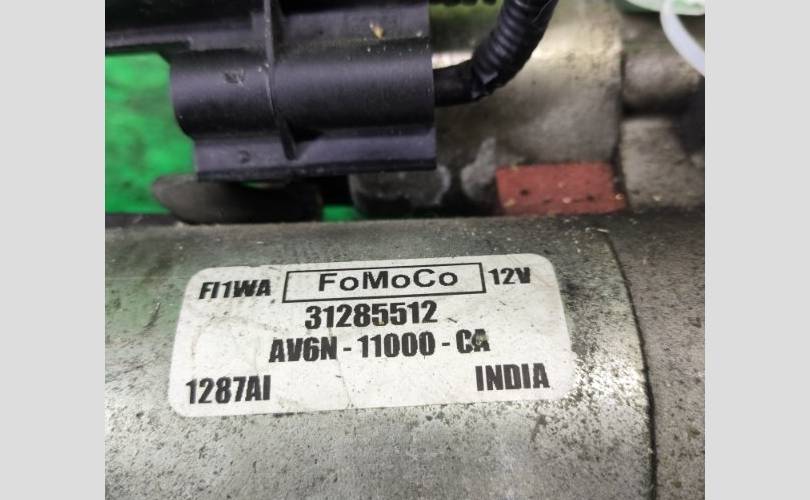 FI1WA FoMoCo 12V
31285512
AV6N - 11000 - CA
1287AI INDIA